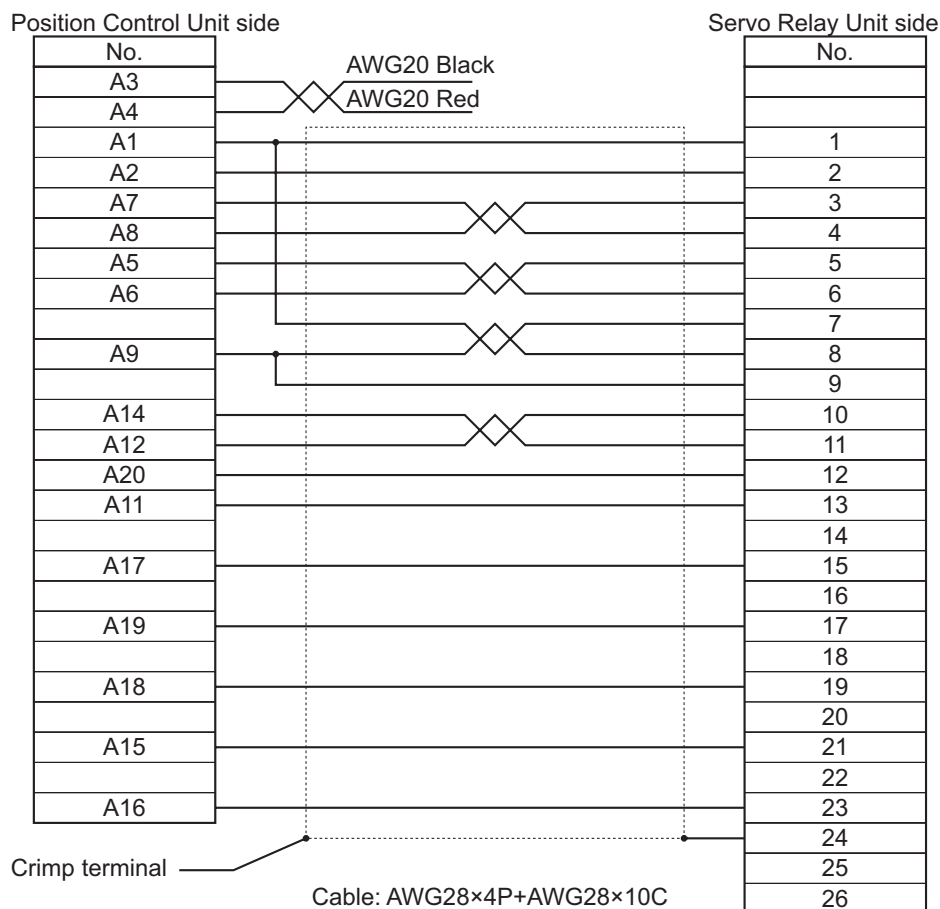 Position Control Unit side Servo Relay Unit side
No. No.
A3 AWG20 Black
A4 AWG20 Red
A1 1
A2 2
A7 3
A8 4
A5 5
A6 6
7
A9 8
9
A14 10
A12 11
A20 12
A11 13
14
A17 15
16
A19 17
18
A18 19
20
A15 21
22
A16 23
24
Crimp terminal 25
Cable: AWG28×4P+AWG28×10C 26